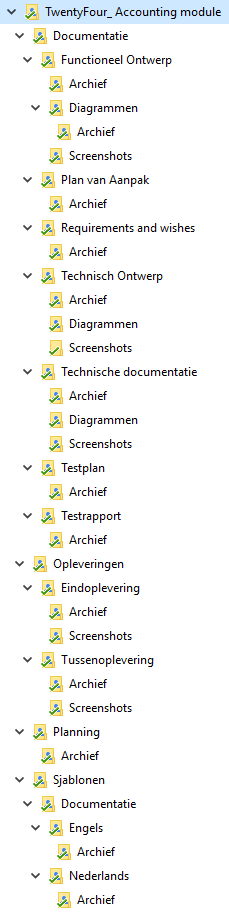 TwentyFour_ Accounting module
Documentatie
Functioneel Ontwerp
Archief
Diagrammen
Archief
Screenshots
Plan van Aanpak
Archief
Requirements and wishes
Archief
Technisch Ontwerp
Archief
Diagrammen
Screenshots
Technische documentatie
Archief
Diagrammen
Screenshots
Testplan
Archief
Testrapport
Archief
Opleveringen
Eindoplevering
Archief
Screenshots
Tussenoplevering
Archief
Screenshots
Planning
Archief
Sjablonen
Documentatie
Engels
Archief
Nederlands
Archief